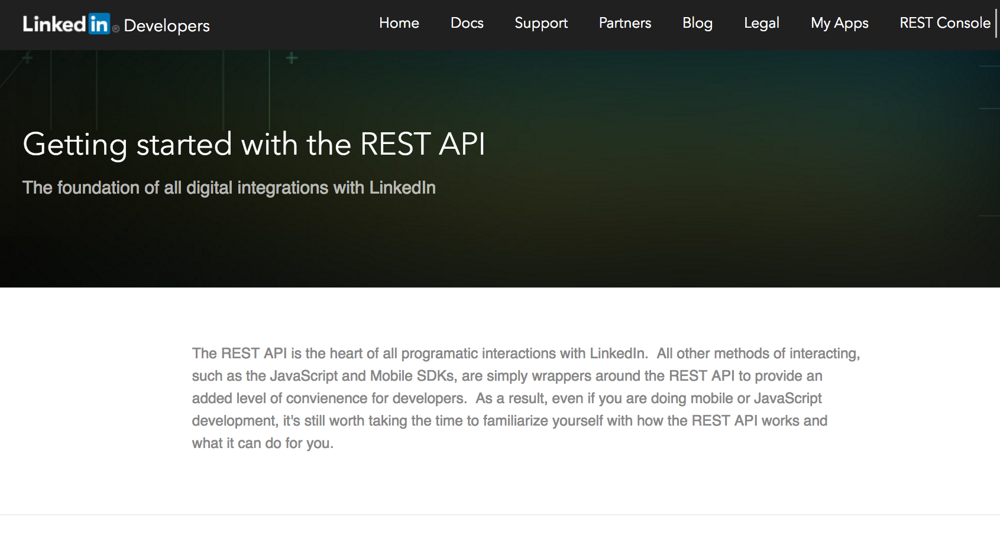 Linked in ® Developers
Home Docs Support Partners Blog Legal My Apps REST Console
Getting started with the REST API
The foundation of all digital integrations with LinkedIn
The REST API is the heart of all programatic interactions with LinkedIn.  All other methods of interacting,
such as the JavaScript and Mobile SDKs, are simply wrappers around the REST API to provide an
added level of convienence for developers.  As a result, even if you are doing mobile or JavaScript
development, it's still worth taking the time to familiarize yourself with how the REST API works and
what it can do for you.